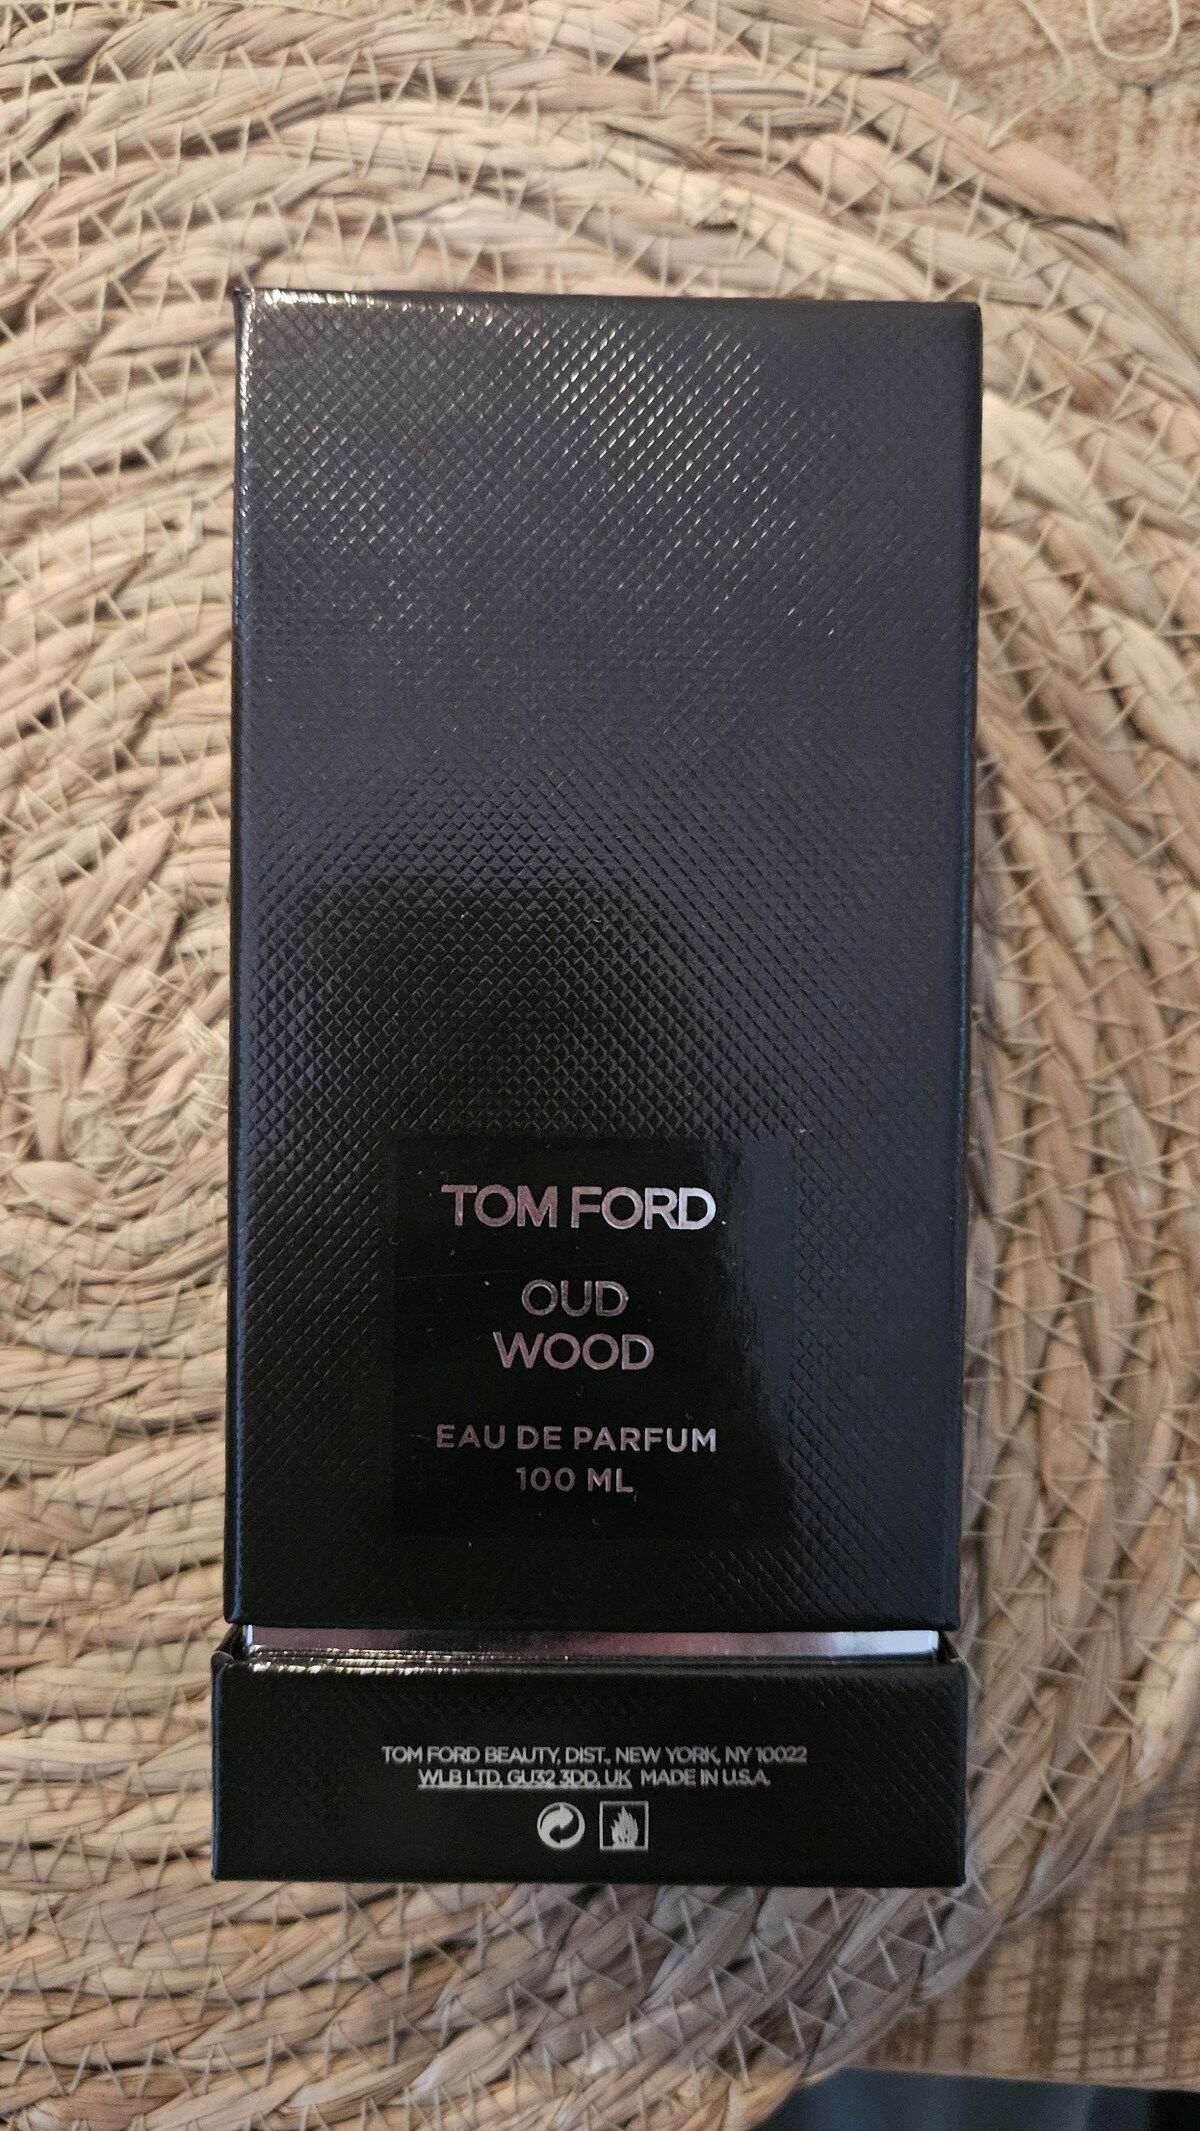 TOM FORD
OUD
WOOD
EAU DE PARFUM
100 ML
TOM FORD BEAUTY, DIST., NEW YORK, NY 10022
WLB LTD. GU32 3DD, UK MADE IN U.S.A.